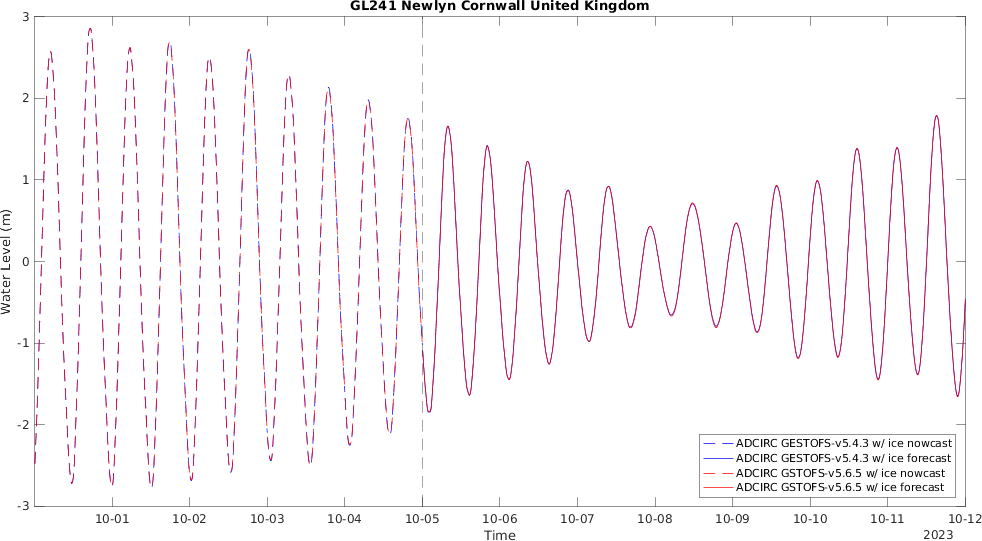 GL241 Newlyn Cornwall United Kingdom
3
2
1
0
-1
-2
-3
Water Level (m)
ADCIRC GESTOFS-v5.4.3 w/ ice nowcast
ADCIRC GESTOFS-v5.4.3 w/ ice forecast
ADCIRC GSTOFS-v5.6.5 w/ ice nowcast
ADCIRC GSTOFS-v5.6.5 w/ ice forecast
10-01 10-02 10-03 10-04 10-05 10-06 10-07 10-08 10-09 10-10 10-11 10-12
Time
2023